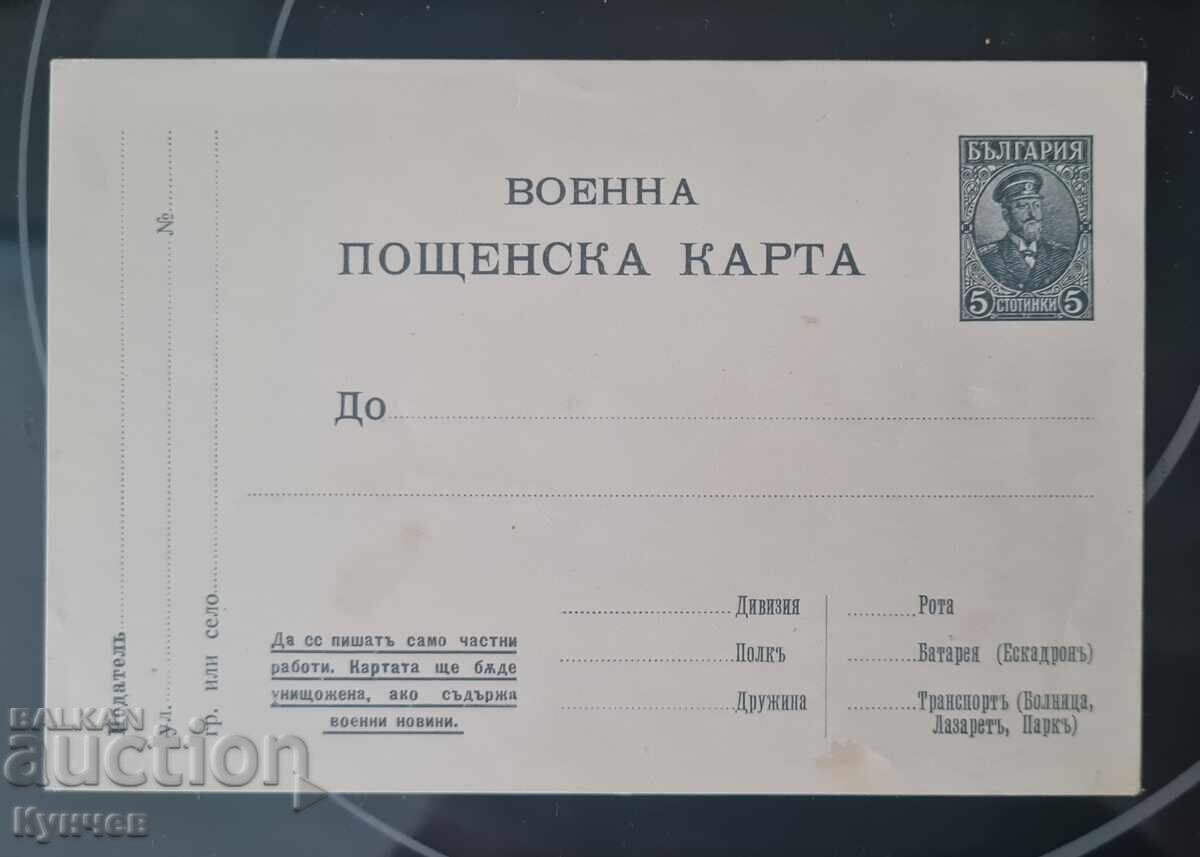 БЪЛГАРИЯ
5 СТОТИНКИ 5
ВОЕННА
ПОЩЕНСКА КАРТА
До
Подателъ
ул. №
гр. или село
Да се пишатъ само частни
работи. Картата ще бѫде
унищожена, ако съдържа
военни новини.
Дивизия
Полкъ
Дружина
Рота
Батарея (Ескадронъ)
Транспортъ (Болница,
Лазаретъ, Паркъ)
BALKAN
auction
Кунчев